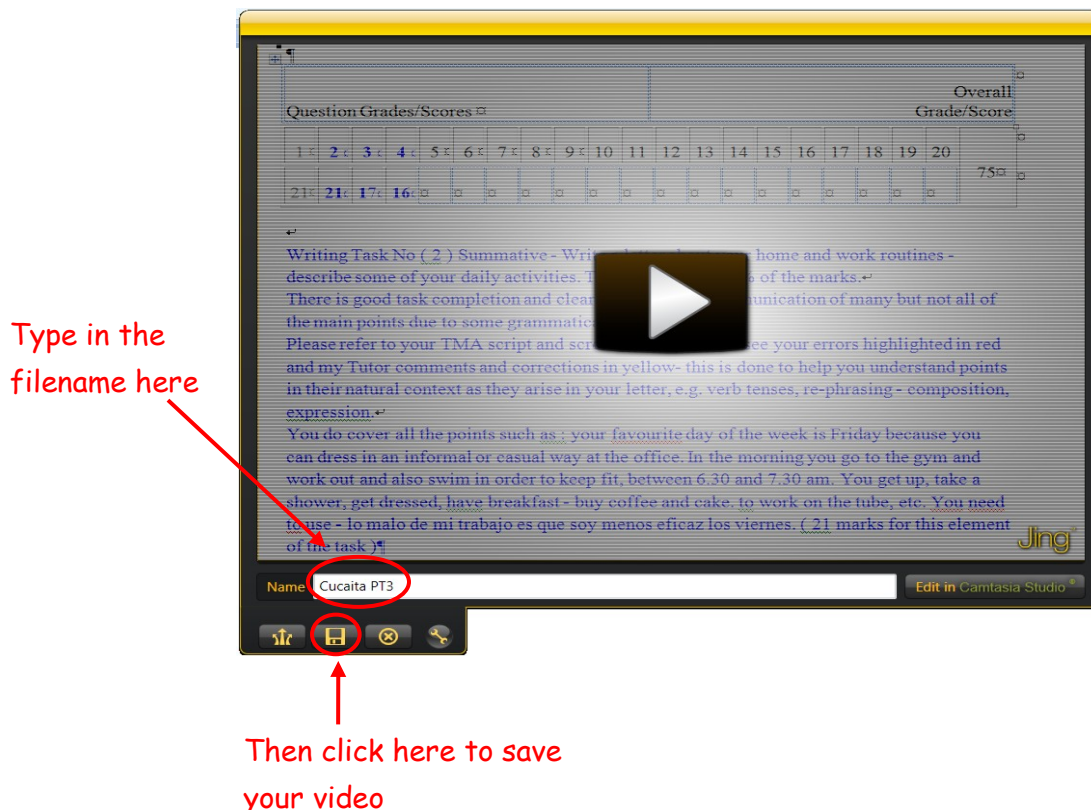 ¶
Overall
Question Grades/Scores ¤ Grade/Score
1 2 3 4 5 6 7 8 9 10 11 12 13 14 15 16 17 18 19 20
75¤
21 21 17 16
Writing Task No ( 2 ) Summative - home and work routines -
describe some of your daily activities. of the marks.↵
There is good task completion and of many but not all of
the main points due to some
Please refer to your TMA script and see your errors highlighted in red
and my Tutor comments and corrections in yellow- this is done to help you understand points
in their natural context as they arise in your letter, e.g. verb tenses, re-phrasing - composition,
expression.↵
You do cover all the points such as ; your favourite day of the week is Friday because you
can dress in an informal or casual way at the office. In the morning you go to the gym and
work out and also swim in order to keep fit, between 6.30 and 7.30 am. You get up, take a
shower, get dressed, have breakfast - buy coffee and cake. to work on the tube, etc. You need
to use - lo malo de mi trabajo es que soy menos eficaz los viernes. ( 21 marks for this element
of the task )¶
Jing
Type in the
filename here
Name Cucaita PT3 Edit in Camtasia Studio
Then click here to save
your video